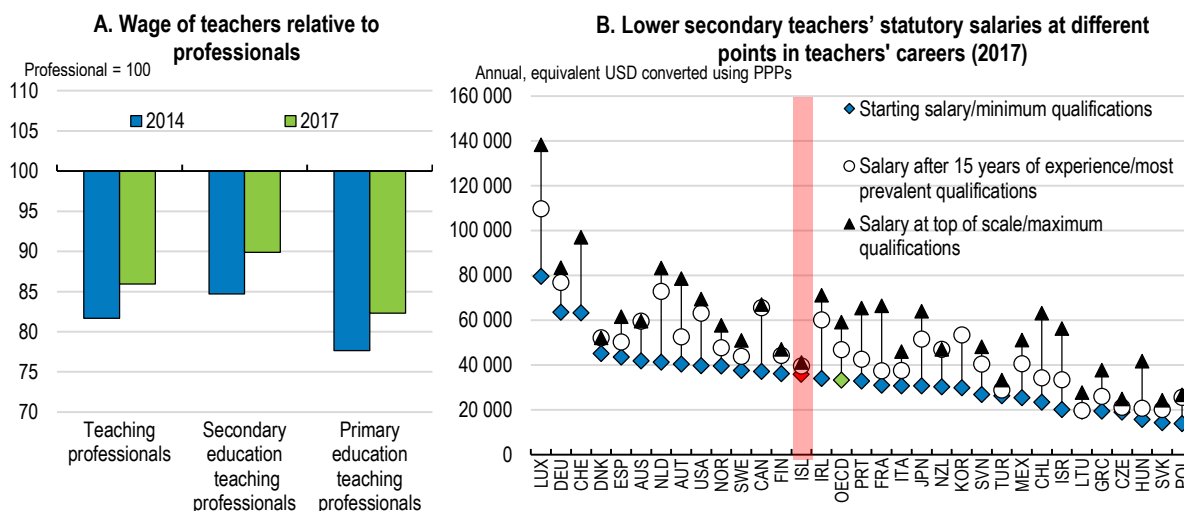 A. Wage of teachers relative to
professionals
Professional = 100
110
105
100
95
90
85
80
75
70
2014
2017
Teaching
professionals
Secondary
education
teaching
professionals
Primary
education
teaching
professionals
B. Lower secondary teachers’ statutory salaries at different
points in teachers' careers (2017)
Annual, equivalent USD converted using PPPs
160 000
140 000
120 000
100 000
80 000
60 000
40 000
20 000
0
Starting salary/minimum qualifications
Salary after 15 years of experience/most
prevalent qualifications
Salary at top of scale/maximum
qualifications
LUX
DEU
CHE
DNK
ESP
AUS
NLD
AUT
USA
NOR
SWE
CAN
FIN
ISL
IRL
OECD
PRT
FRA
ITA
JPN
NZL
KOR
SVN
TUR
MEX
CHL
ISR
LTU
GRC
CZE
HUN
SVK
POL